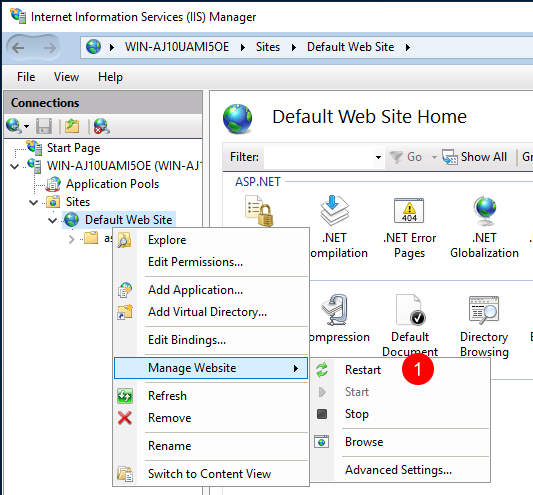 Internet Information Services (IIS) Manager
WIN-AJ10UAMI5OE Sites Default Web Site
File View Help
Connections
Start Page
WIN-AJ10UAMI5OE (WIN-AJ1
Application Pools
Sites
Default Web Site
as
Default Web Site Home
Filter: Go Show All Gr
ASP.NET
.NET Compilation
.NET Error Pages
.NET Globalization
404
Compression
Default Document
Directory Browsing
Explore
Edit Permissions...
Add Application...
Add Virtual Directory...
Edit Bindings...
Manage Website
Refresh
Remove
Rename
Switch to Content View
Restart 1
Start
Stop
Browse
Advanced Settings...